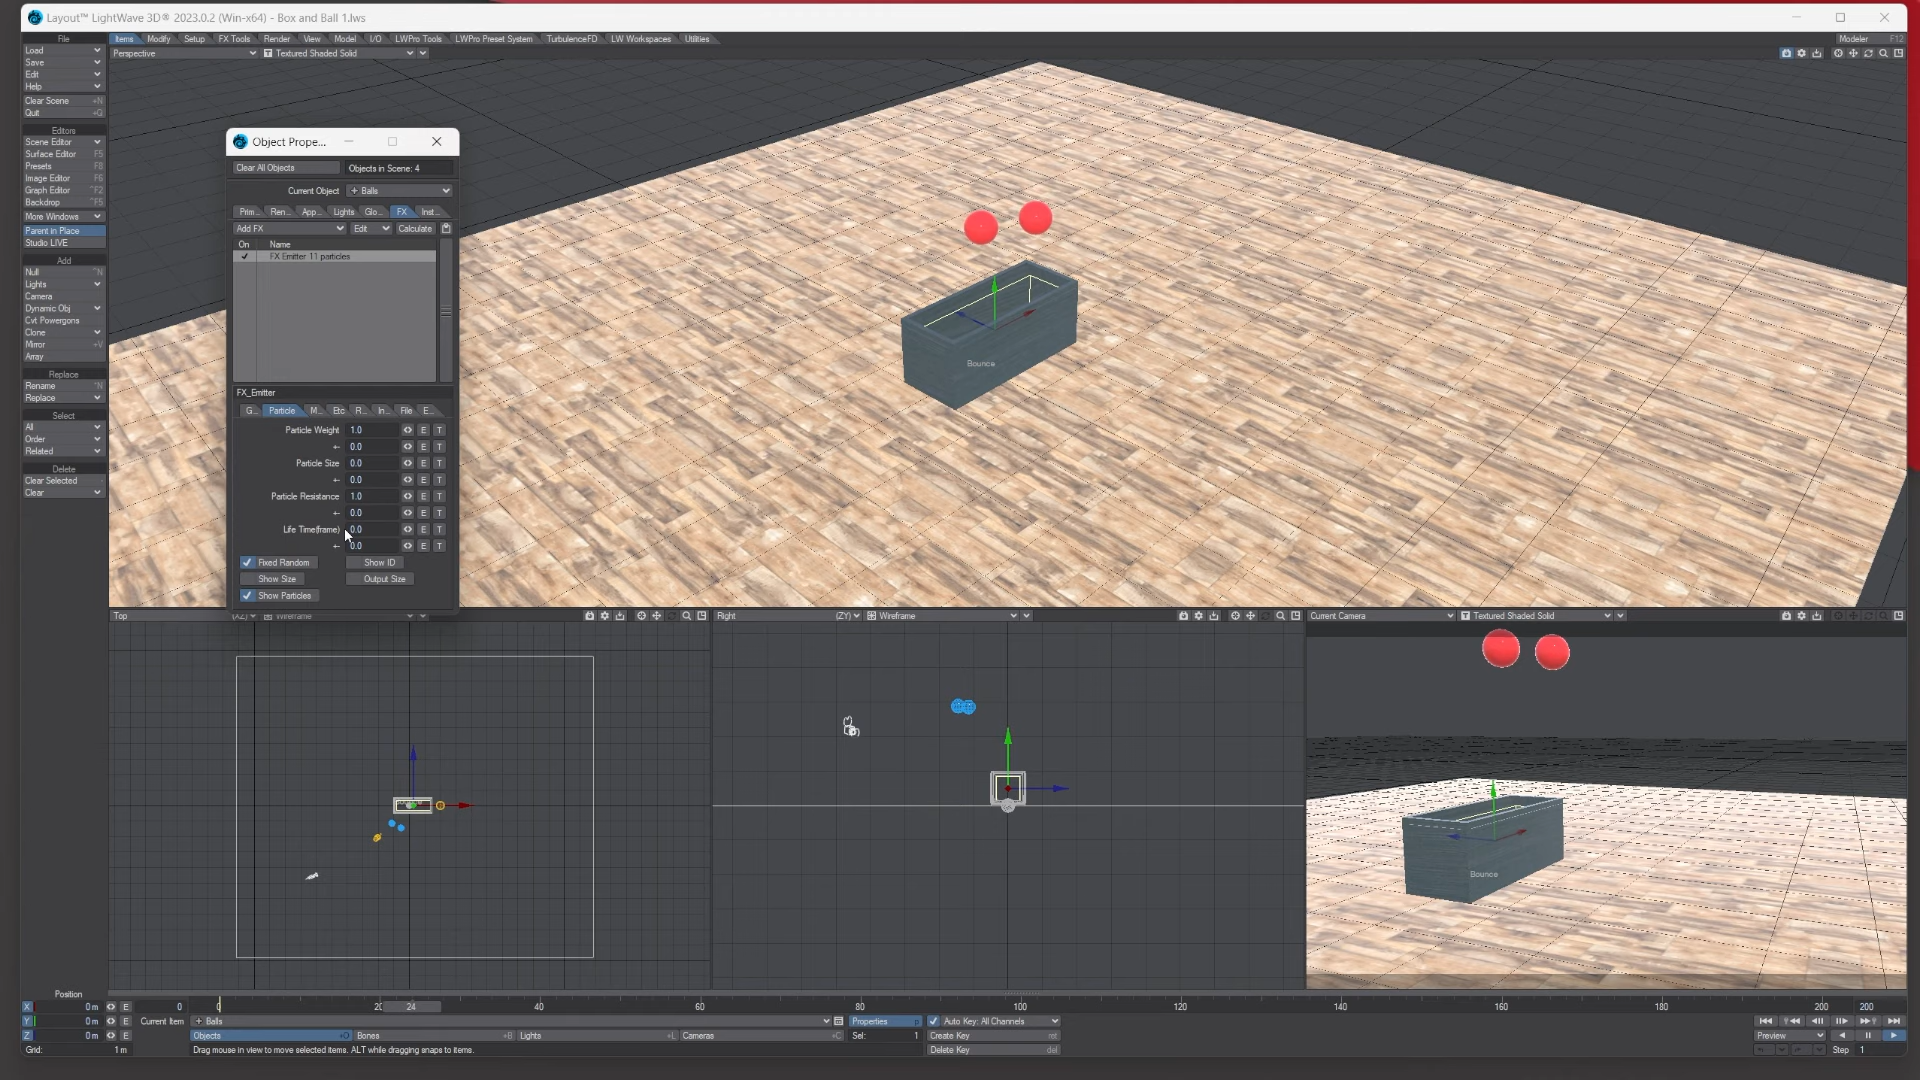 Layout™ LightWave 3D® 2023.0.2 (Win-x64) - Box and Ball 1.lws
File
Items Modify Setup FX Tools Render View Model I/O LWPro Tools LWPro Preset System TurbulenceFD LW Workspaces Utilities
Modeler F12
Load
Perspective
Textured Shaded Solid
Save
Edit
Help
Clear Scene +N
Quit +Q
Editors
Scene Editor
Surface Editor F5
Presets F8
Image Editor F6
Graph Editor ^F2
Backdrop ^F5
More Windows
Parent in Place
Studio LIVE
Add
Null ^N
Lights
Camera
Dynamic Obj
Cvt Powergons
Clone
Mirror +V
Array
Replace
Rename ^N
Replace
Select
All
Order
Related
Delete
Clear Selected -
Clear
Object Prope...
Clear All Objects
Objects in Scene: 4
Current Object
+ Balls
Prim... Ren... App... Lights Glo... FX Inst...
Add FX
Edit
Calculate
On Name
FX Emitter 11 particles
FX_Emitter
G... Particle M... Etc R... In... File E...
Particle Weight 1.0 E T
+- 0.0 E T
Particle Size 0.0 E T
+- 0.0 E T
Particle Resistance 1.0 E T
+- 0.0 E T
Life Time(frame) 0.0 E T
+- 0.0 E T
Fixed Random
Show ID
Show Size
Output Size
Show Particles
Bounce
Top
(XZ)
Wireframe
Right
(ZY)
Wireframe
Current Camera
Textured Shaded Solid
Bounce
Position
X 0 m E 0
0 20 24 40 60 80 100 120 140 160 180 200 200
Y 0 m E Current Item + Balls
Properties p
Auto Key: All Channels
Z 0 m E
Objects +O
Bones +B
Lights +L
Cameras +C
Sel: 1
Create Key ret
Preview
Grid: 1 m
Drag mouse in view to move selected items. ALT while dragging snaps to items.
Delete Key del
Step 1